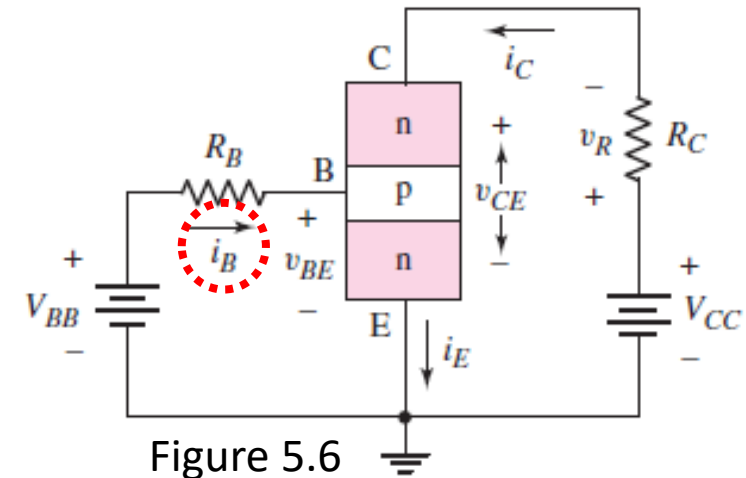 C
i_C
n
+
−
R_B
v_R
R_C
B
p
v_CE
+
+
+
i_B
v_BE
n
−
+
V_BB
−
E
V_CC
−
i_E
−
Figure 5.6